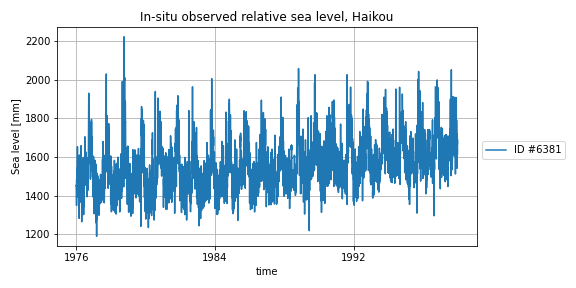 In-situ observed relative sea level, Haikou
Sea level [mm]
2200
2000
1800
1600
1400
1200
1976
1984
1992
time
ID #6381